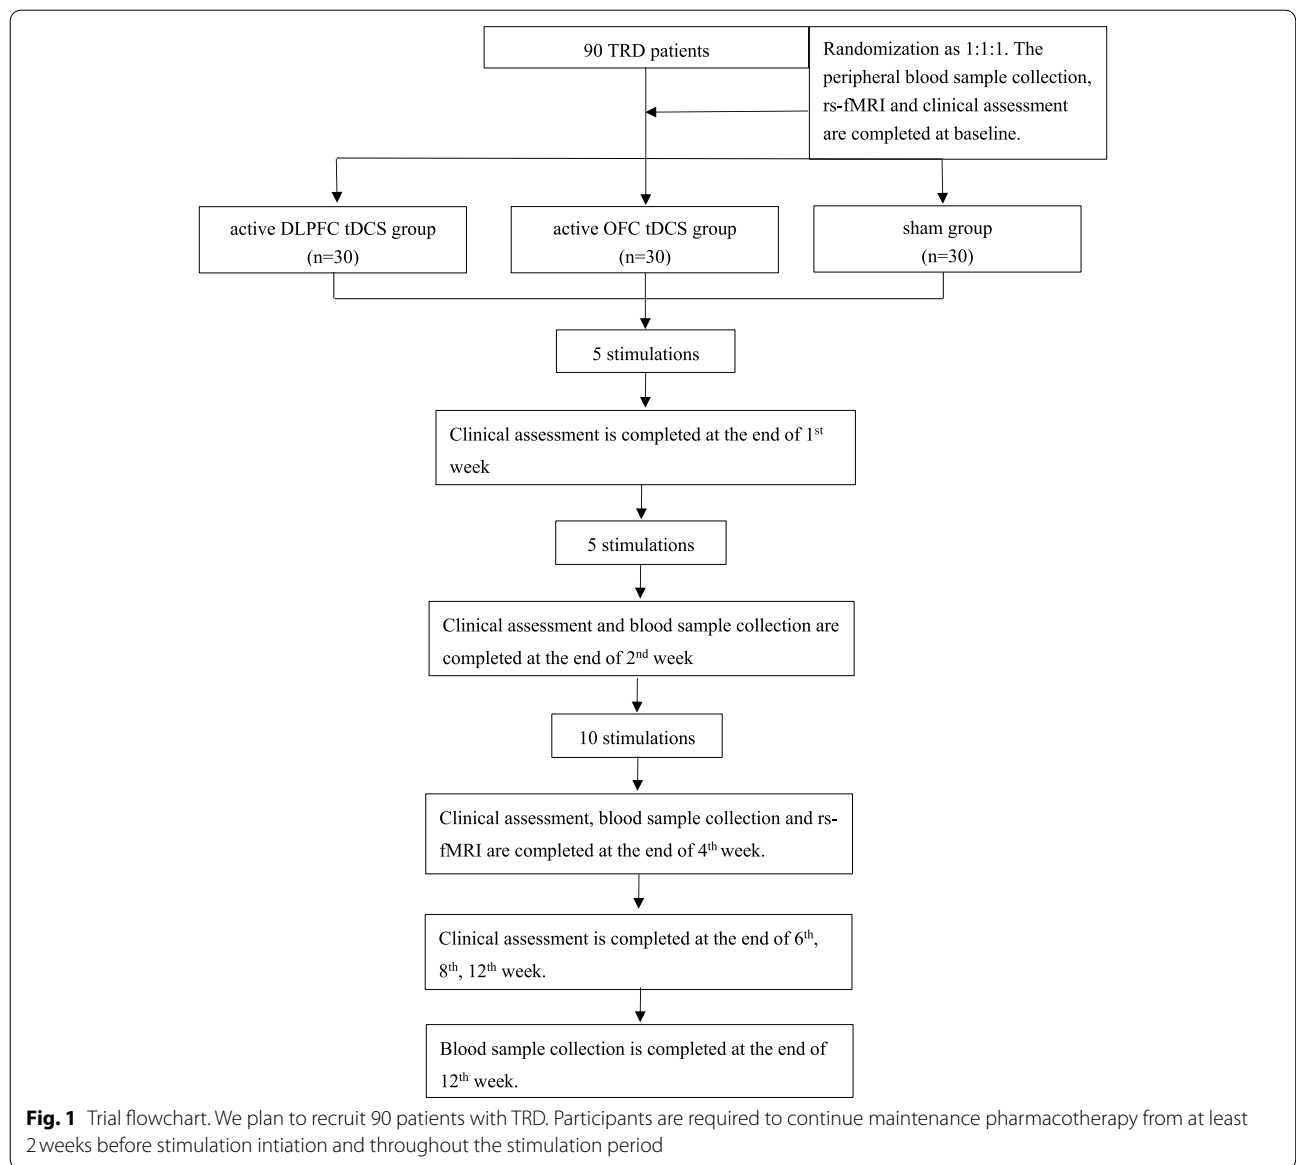 90 TRD patients
Randomization as 1:1:1. The
peripheral blood sample collection,
rs-fMRI and clinical assessment
are completed at baseline.
active DLPFC tDCS group
(n=30)
active OFC tDCS group
(n=30)
sham group
(n=30)
5 stimulations
Clinical assessment is completed at the end of 1st
week
5 stimulations
Clinical assessment and blood sample collection are
completed at the end of 2nd week
10 stimulations
Clinical assessment, blood sample collection and rs-
fMRI are completed at the end of 4th week.
Clinical assessment is completed at the end of 6th,
8th, 12th week.
Blood sample collection is completed at the end of
12th week.
Fig. 1 Trial flowchart. We plan to recruit 90 patients with TRD. Participants are required to continue maintenance pharmacotherapy from at least
2 weeks before stimulation intiation and throughout the stimulation period